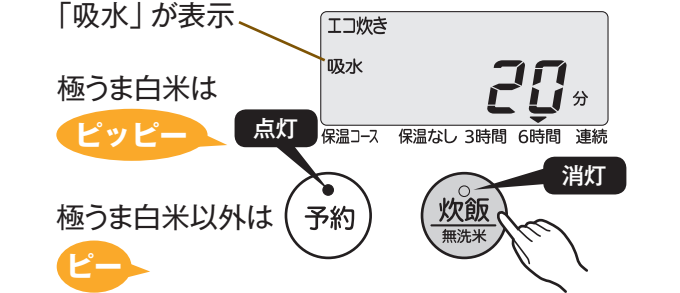 「吸水」が表示
エコ炊き
吸水
20分
保温コース 保温なし 3時間 6時間 連続
極うま白米は
ピッピー
点灯
消灯
予約
炊飯
無洗米
極うま白米以外は
ピー